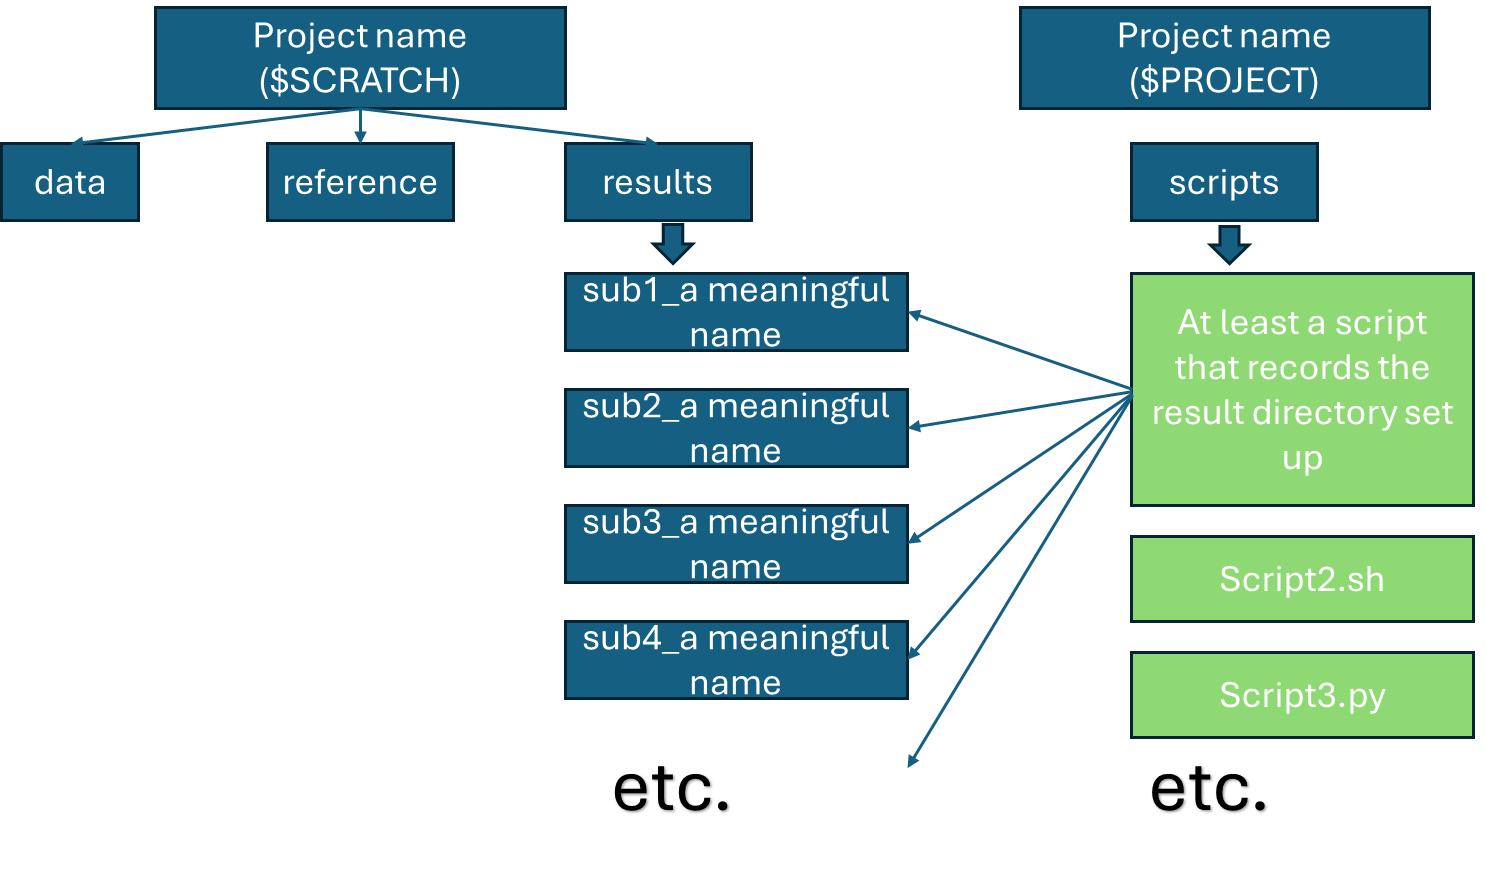 Project name
($SCRATCH)
Project name
($PROJECT)
data
reference
results
scripts
sub1_a meaningful
name
sub2_a meaningful
name
sub3_a meaningful
name
sub4_a meaningful
name
etc.
At least a script
that records the
result directory set
up
Script2.sh
Script3.py
etc.